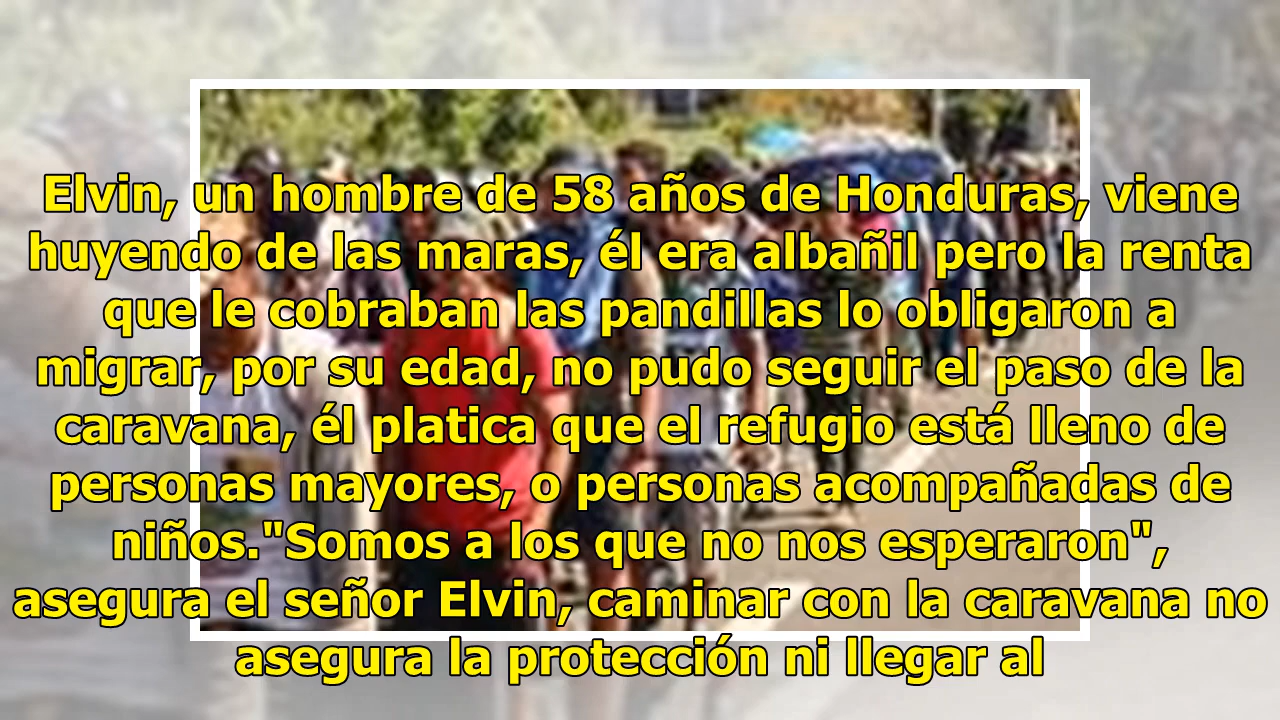 Elvin, un hombre de 58 años de Honduras, viene
huyendo de las maras, él era albañil pero la renta
que le cobraban las pandillas lo obligaron a
migrar, por su edad, no pudo seguir el paso de la
caravana, él platica que el refugio está lleno de
personas mayores, o personas acompañadas de
niños."Somos a los que no nos esperaron",
asegura el señor Elvin, caminar con la caravana no
asegura la protección ni llegar al